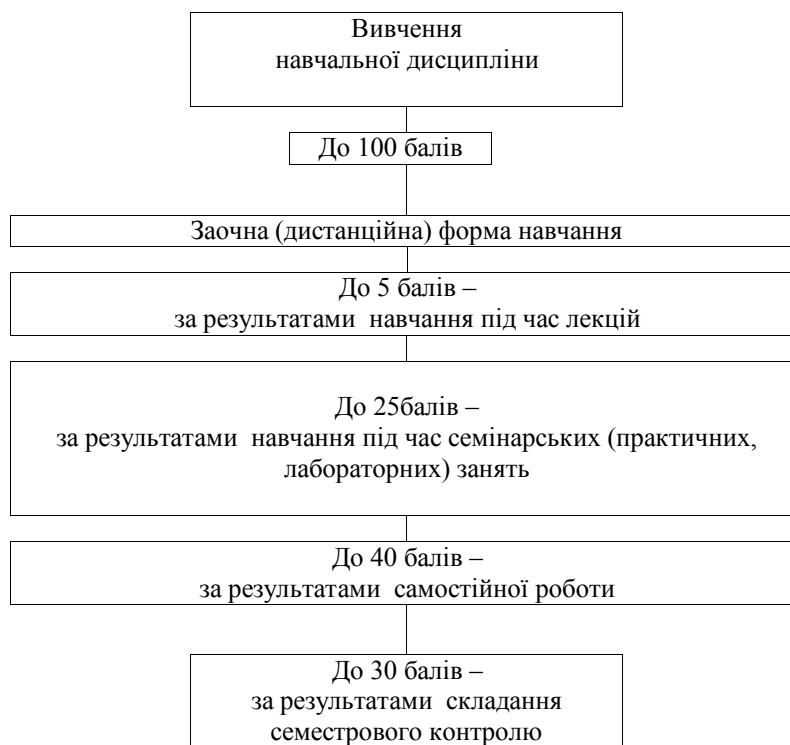 Вивчення
навчальної дисципліни
До 100 балів
Заочна (дистанційна) форма навчання
До 5 балів –
за результатами навчання під час лекцій
До 25балів –
за результатами навчання під час семінарських (практичних,
лабораторних) занять
До 40 балів –
за результатами самостійної роботи
До 30 балів –
за результатами складання
семестрового контролю